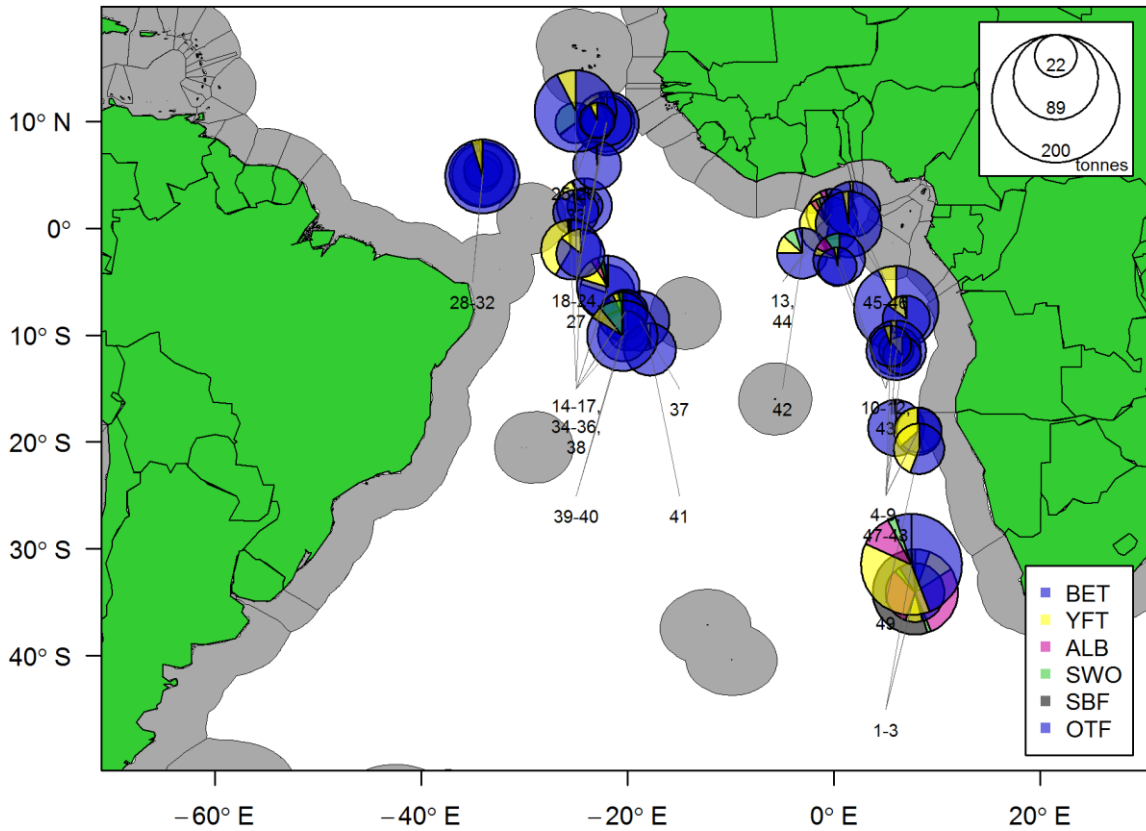 22
89
200
tonnes
10° N
0°
10° S
20° S
30° S
40° S
28-32
18-24,
27
13,
44
45-46
14-17,
34-36,
38
37
42
10-12,
43
39-40
41
4-9,
49
1-3
BET
YFT
ALB
SWO
SBF
OTF
−60° E
−40° E
−20° E
0° E
20° E